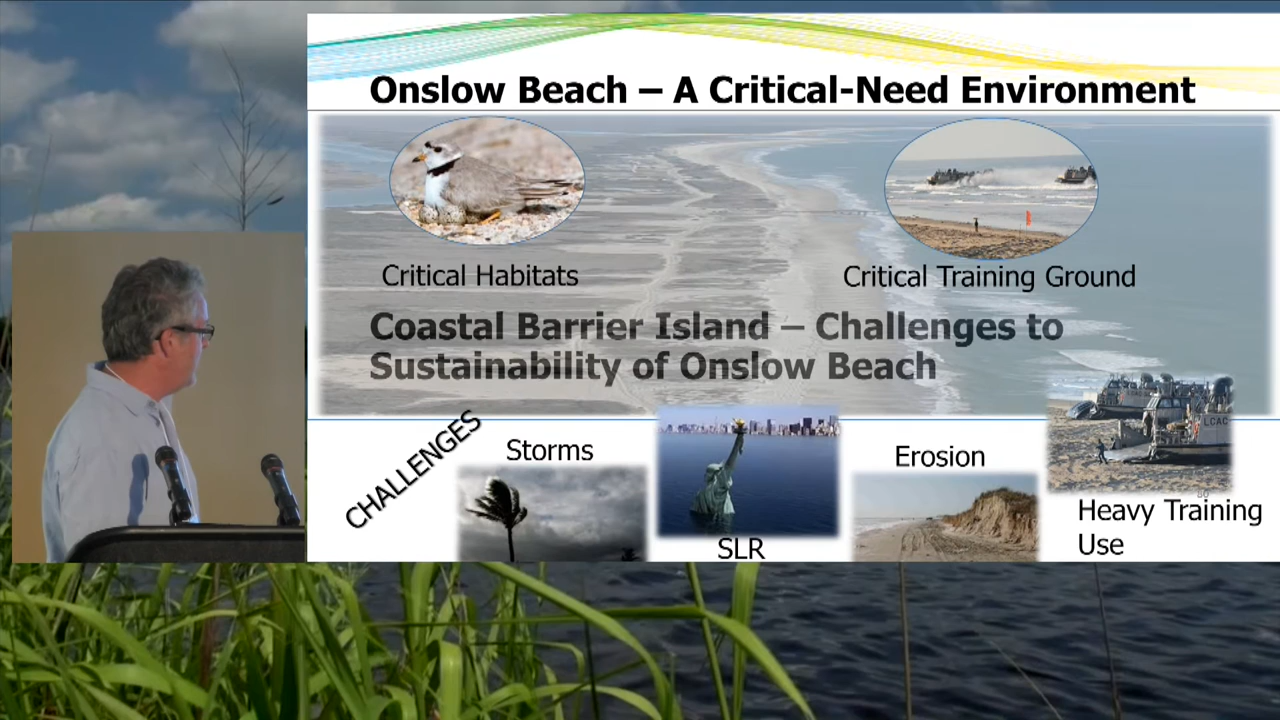 Onslow Beach – A Critical-Need Environment
Critical Habitats
Critical Training Ground
Coastal Barrier Island – Challenges to
Sustainability of Onslow Beach
CHALLENGES
Storms
SLR
Erosion
LCAC
Heavy Training
Use